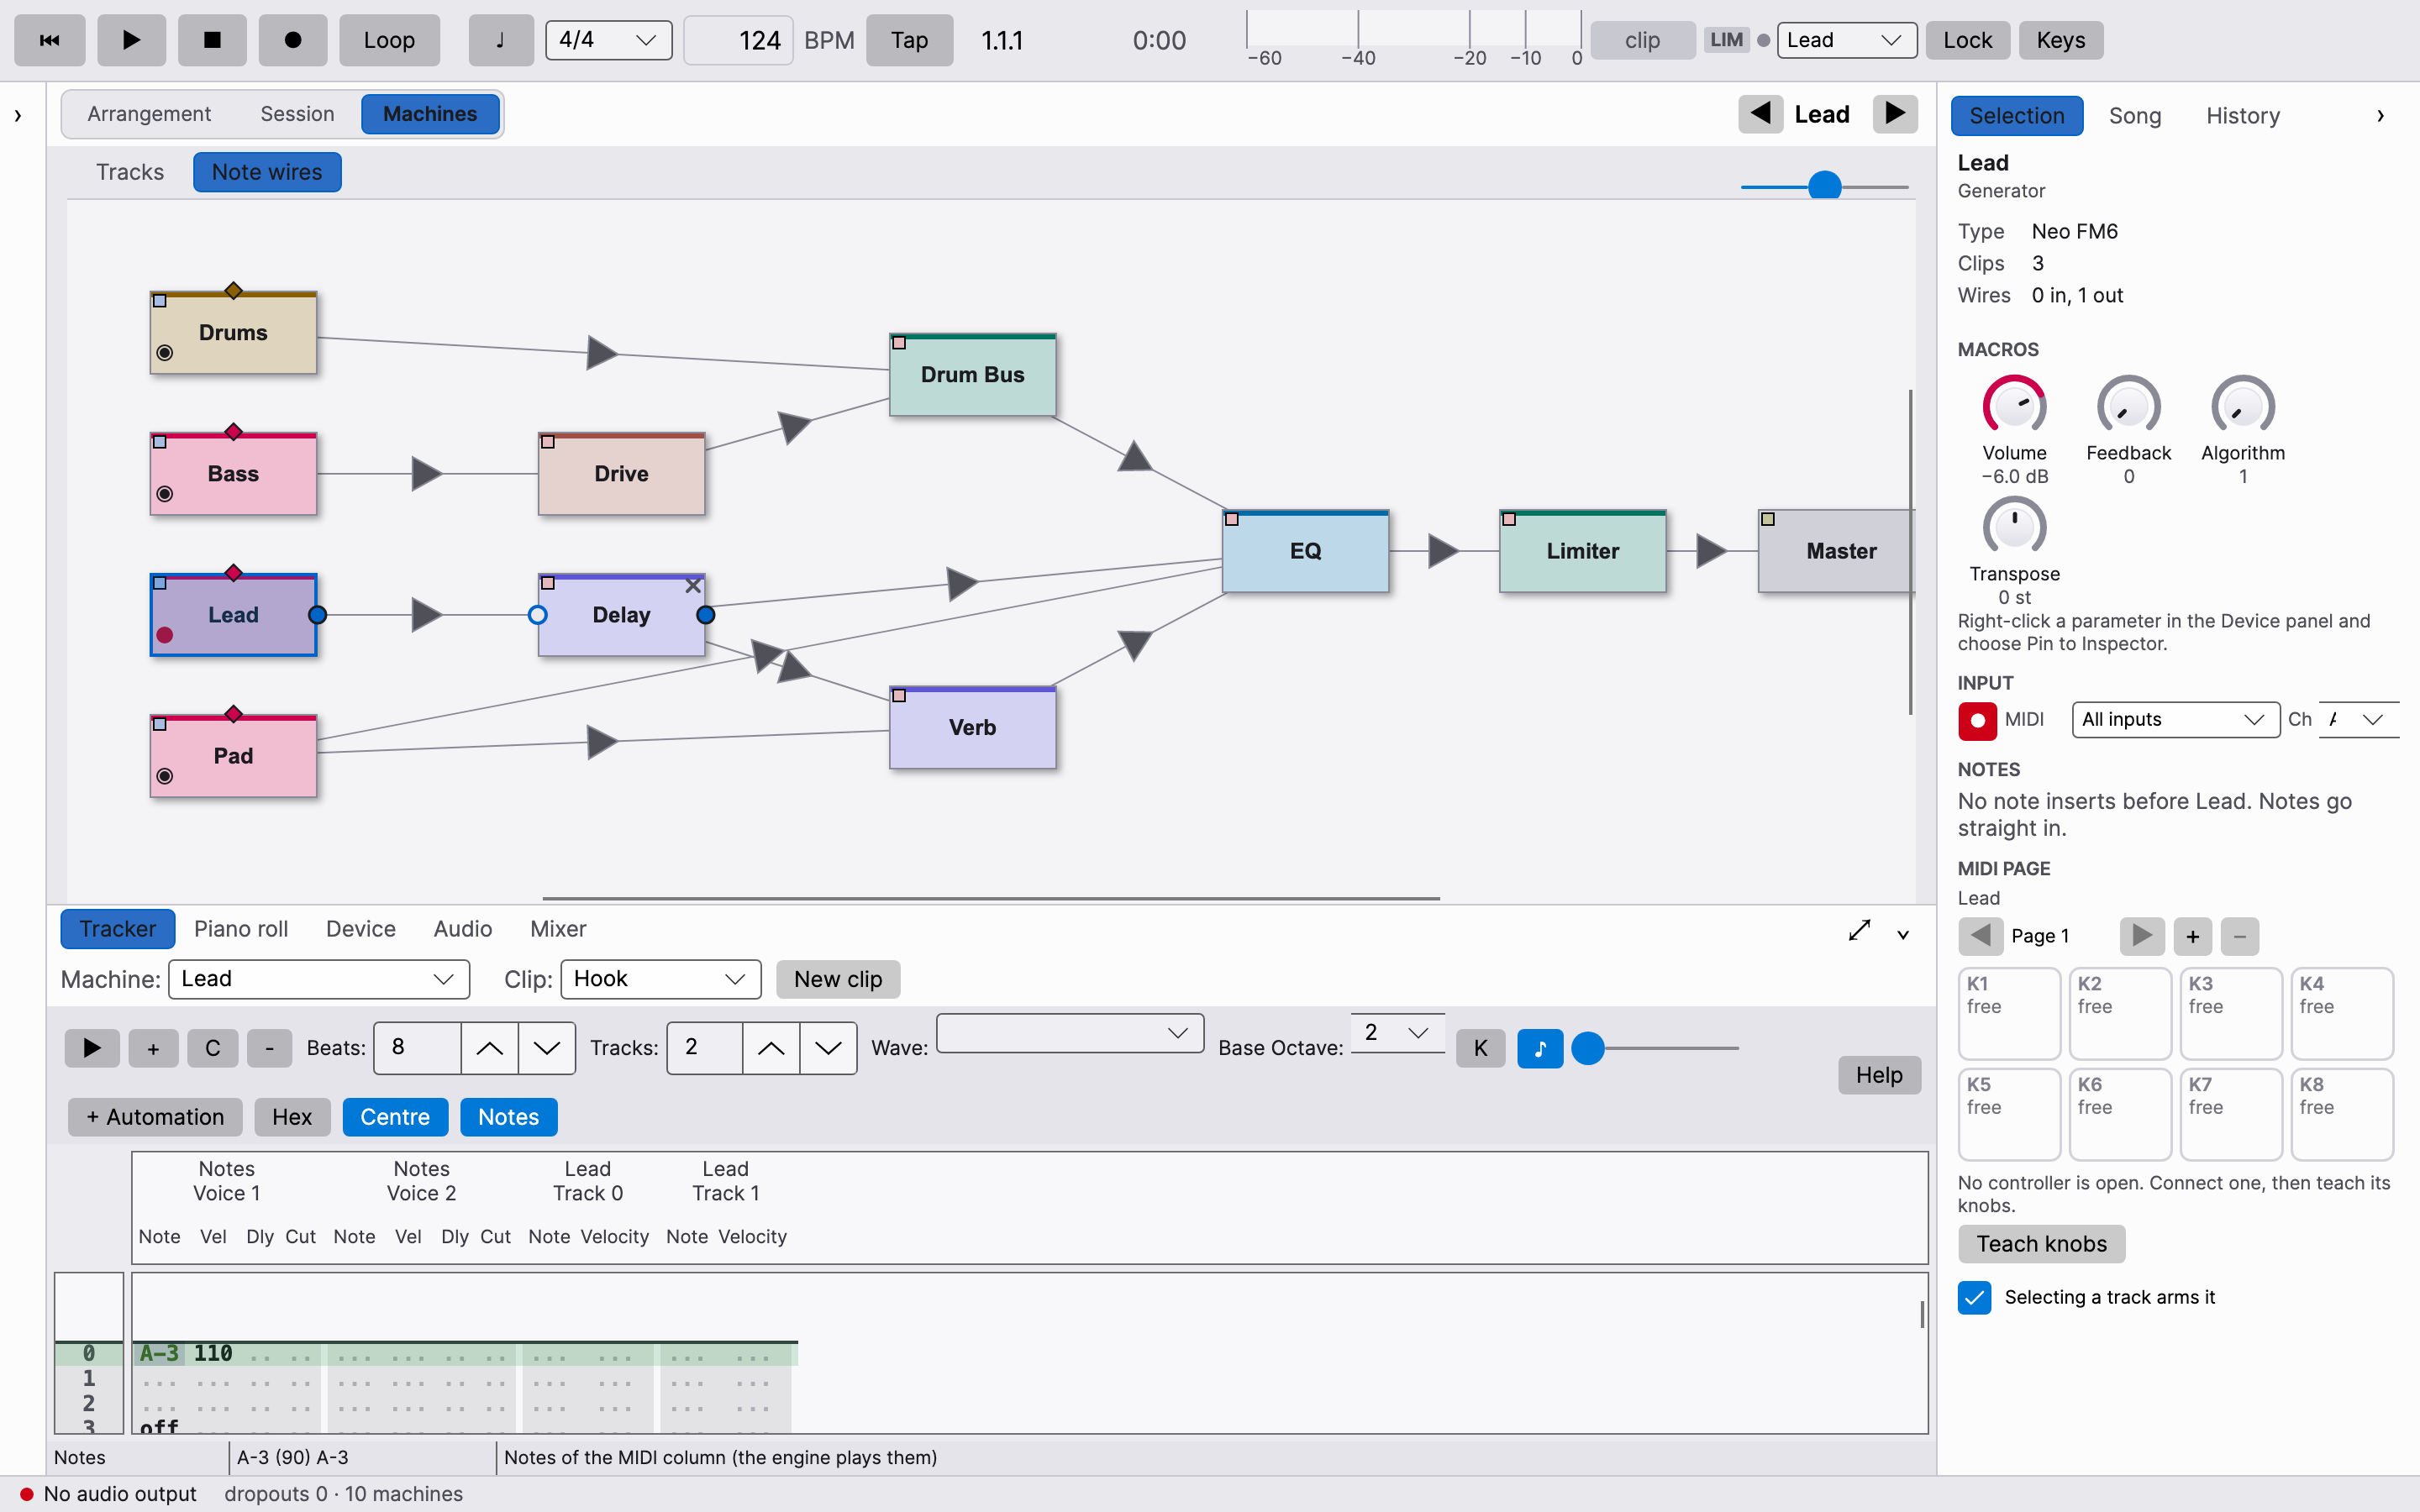 Loop 4/4 124 BPM Tap 1.1.1 0:00 −60 −40 −20 −10 0 clip LIM Lead Lock Keys
Arrangement Session Machines Lead
Tracks Note wires
Drums
Drum Bus
Bass
Drive
EQ
Limiter
Master
Lead
Delay
Verb
Pad
Tracker Piano roll Device Audio Mixer
Machine: Lead Clip: Hook New clip
+ C - Beats: 8 Tracks: 2 Wave: Base Octave: 2 K
Help
+ Automation Hex Centre Notes
Notes Notes Lead Lead
Voice 1 Voice 2 Track 0 Track 1
Note Vel Dly Cut Note Vel Dly Cut Note Velocity Note Velocity
0 A-3 110 .. .. ... ... .. .. ... ... ... ...
1 ... ... .. .. ... ... .. .. ... ... ... ...
2 ... ... .. .. ... ... .. .. ... ... ... ...
3 off
Notes A-3 (90) A-3 Notes of the MIDI column (the engine plays them)
No audio output dropouts 0 · 10 machines
Selection Song History
Lead
Generator
Type Neo FM6
Clips 3
Wires 0 in, 1 out
MACROS
Volume Feedback Algorithm
−6.0 dB 0 1
Transpose
0 st
Right-click a parameter in the Device panel and
choose Pin to Inspector.
INPUT
MIDI All inputs Ch
NOTES
No note inserts before Lead. Notes go
straight in.
MIDI PAGE
Lead
Page 1 + −
K1 K2 K3 K4
free free free free
K5 K6 K7 K8
free free free free
No controller is open. Connect one, then teach its
knobs.
Teach knobs
Selecting a track arms it